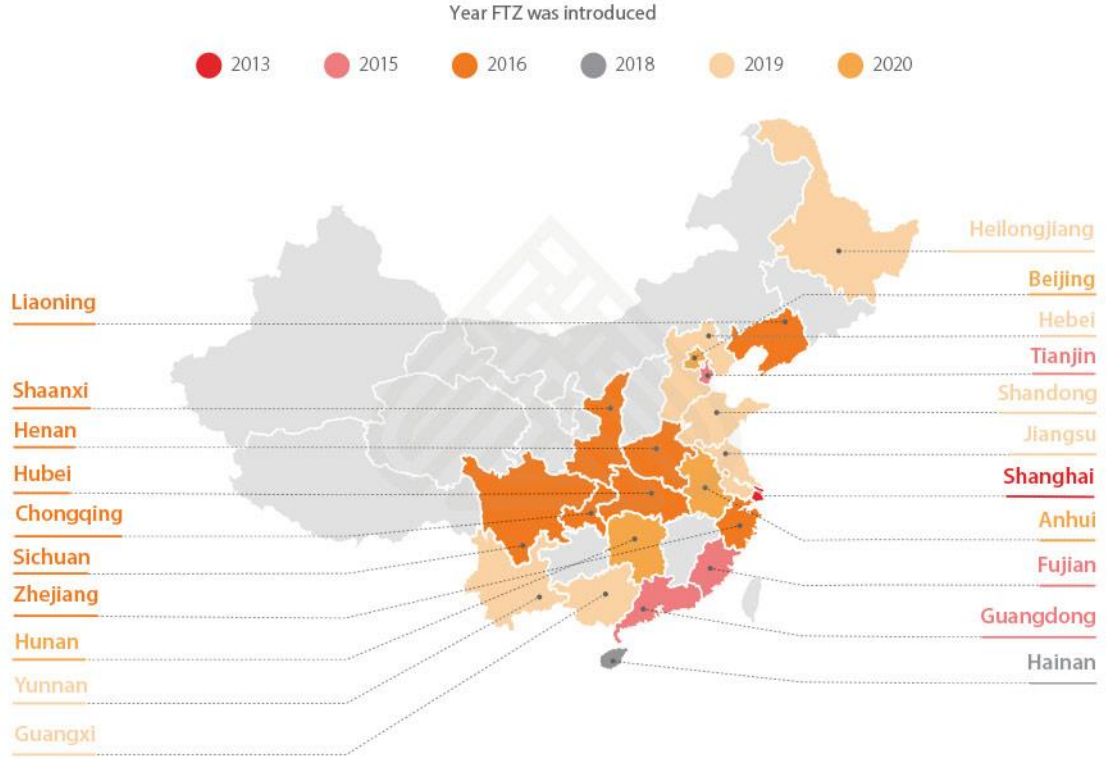 Year FTZ was introduced
2013 2015 2016 2018 2019 2020
Liaoning
Shaanxi
Henan
Hubei
Chongqing
Sichuan
Zhejiang
Hunan
Yunnan
Guangxi
Heilongjiang
Beijing
Hebei
Tianjin
Shandong
Jiangsu
Shanghai
Anhui
Fujian
Guangdong
Hainan